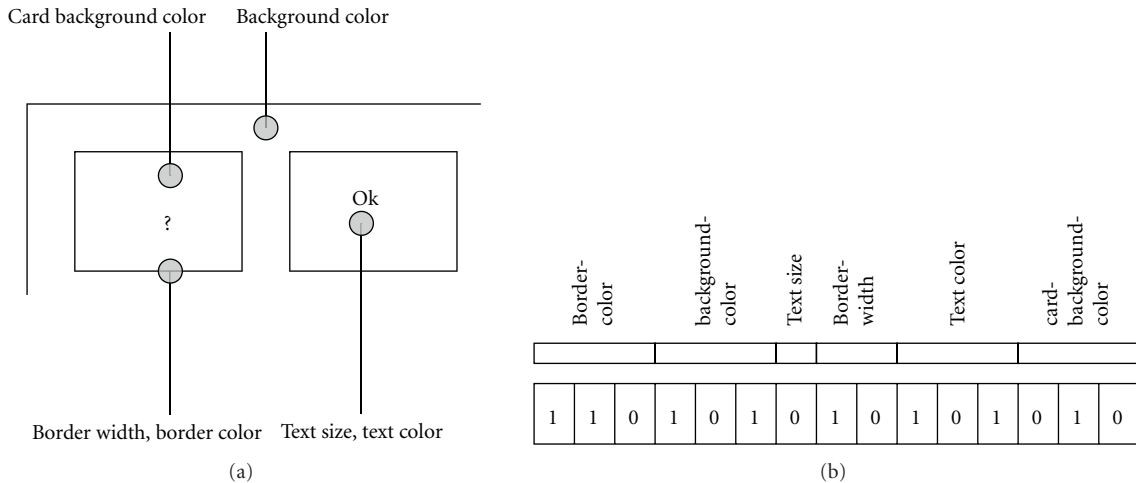 Card background color
Background color
?
Ok
Border width, border color
Text size, text color
(a)
Border-
color
background-
color
Text size
Border-
width
Text color
card-
background-
color
1 1 0 1 0 1 0 1 0 1 0 1 0 1 0
(b)